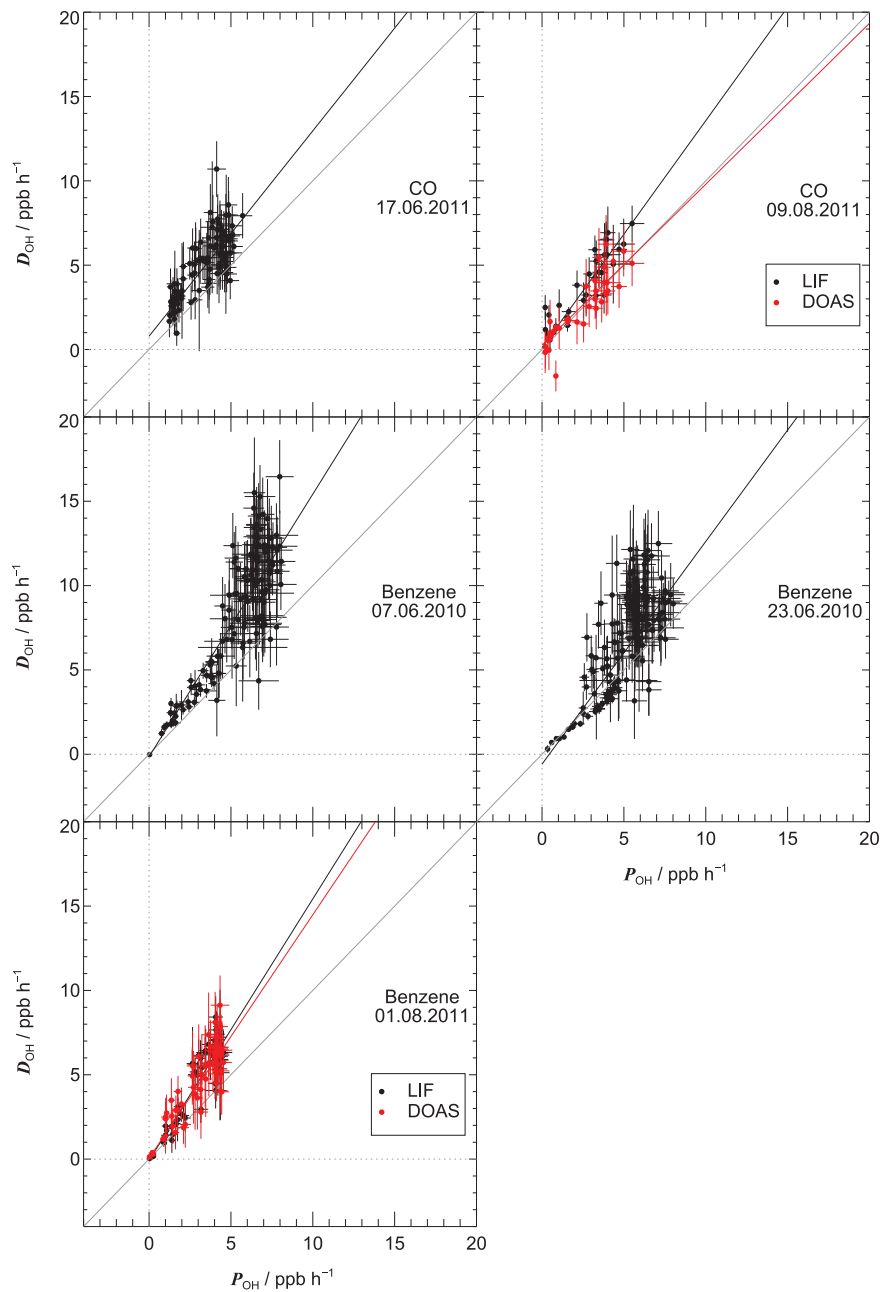 20
15
10
5
0
D_OH / ppb h⁻¹
CO
17.06.2011
CO
09.08.2011
LIF
DOAS
20
15
10
5
0
D_OH / ppb h⁻¹
Benzene
07.06.2010
Benzene
23.06.2010
0 5 10 15 20
P_OH / ppb h⁻¹
20
15
10
5
0
D_OH / ppb h⁻¹
Benzene
01.08.2011
LIF
DOAS
0 5 10 15 20
P_OH / ppb h⁻¹